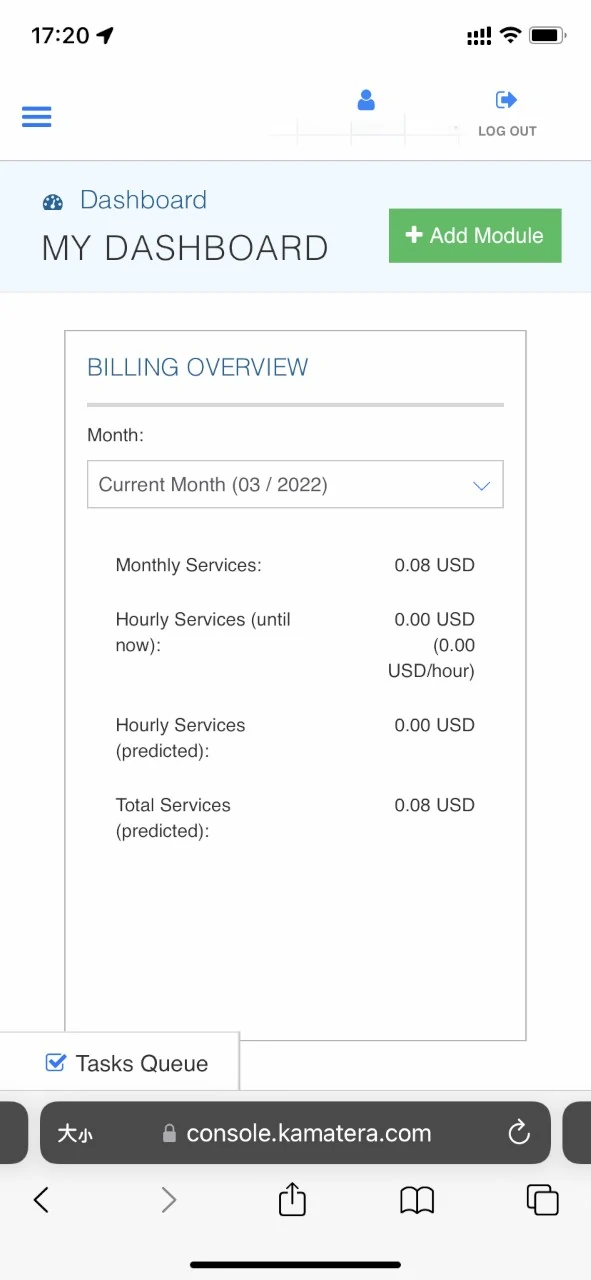 17:20
LOG OUT
Dashboard
MY DASHBOARD
Add Module
BILLING OVERVIEW
Month:
Current Month (03 / 2022)
Monthly Services: 0.08 USD
Hourly Services (until 0.00 USD
now): (0.00
USD/hour)
Hourly Services 0.00 USD
(predicted):
Total Services 0.08 USD
(predicted):
Tasks Queue
大小 console.kamatera.com